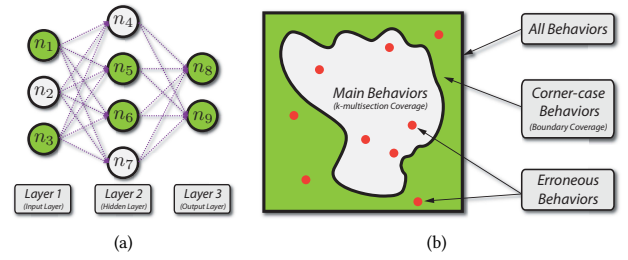 n1
n2
n3
n4
n5
n6
n7
n8
n9
Layer 1
(Input Layer)
Layer 2
(Hidden Layer)
Layer 3
(Output Layer)
(a)
Main Behaviors
(k-multisection Coverage)
All Behaviors
Corner-case
Behaviors
(Boundary Coverage)
Erroneous
Behaviors
(b)